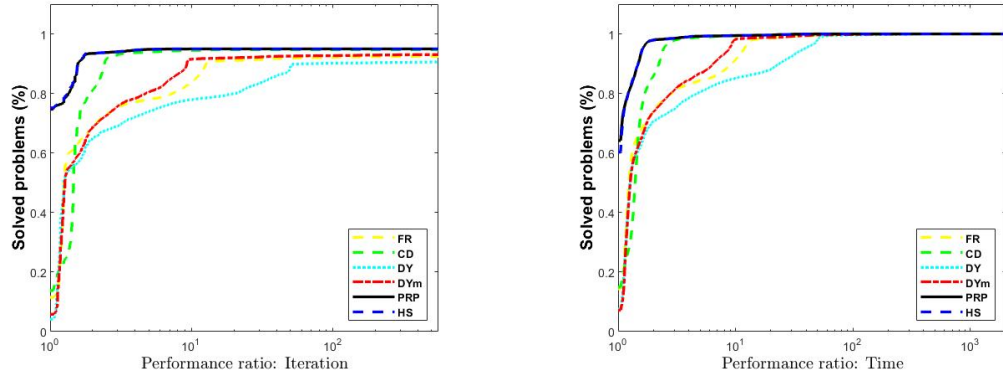 Solved problems (%)
1
0.8
0.6
0.4
0.2
0
10^0
10^1
10^2
Performance ratio: Iteration
FR
CD
DY
DYm
PRP
HS
Solved problems (%)
1
0.8
0.6
0.4
0.2
0
10^0
10^1
10^2
10^3
Performance ratio: Time
FR
CD
DY
DYm
PRP
HS